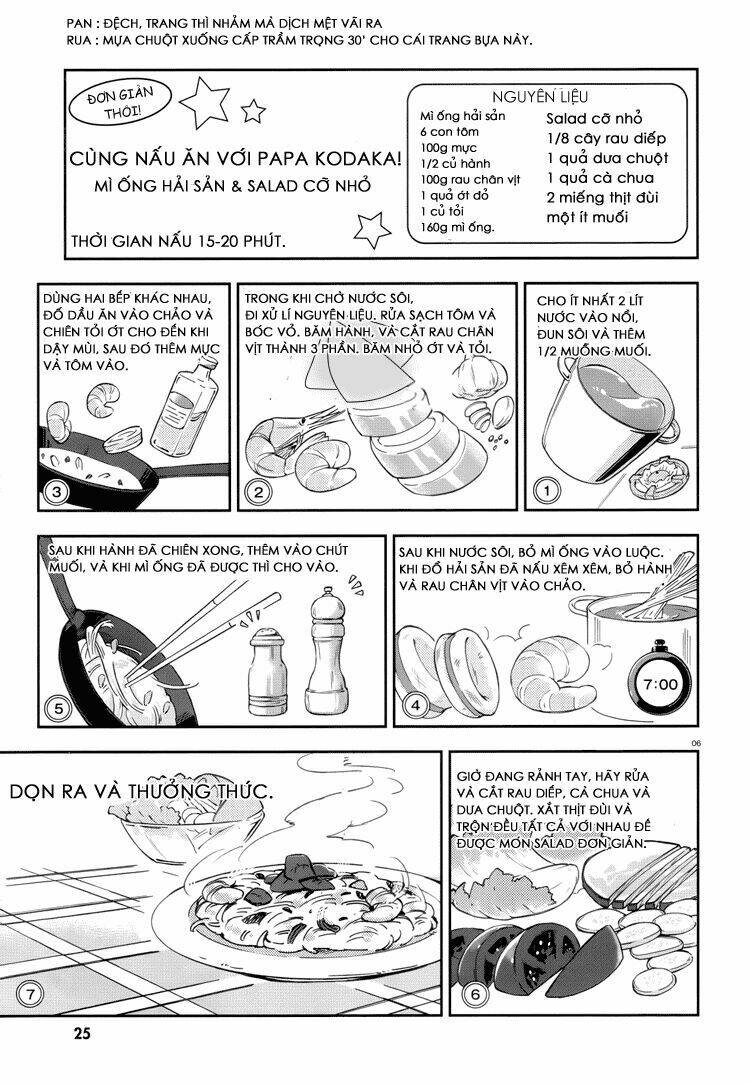 PAN : ĐỆCH, TRANG THÌ NHẢM MÀ DỊCH MỆT VÃI RA
RUA : MỰA CHUỘT XUỐNG CẤP TRẦM TRỌNG 30' CHO CÁI TRANG BỰA NÀY.
ĐƠN GIẢN
THÔI!
CÙNG NẤU ĂN VỚI PAPA KODAKA!
MÌ ỐNG HẢI SẢN & SALAD CỠ NHỎ
THỜI GIAN NẤU 15-20 PHÚT.
NGUYÊN LIỆU
Mì ống hải sản
6 con tôm
100g mực
1/2 củ hành
100g rau chân vịt
1 quả ớt đỏ
1 củ tỏi
160g mì ống.
Salad cỡ nhỏ
1/8 cây rau diếp
1 quả dưa chuột
1 quả cà chua
2 miếng thịt đùi
một ít muối
CHO ÍT NHẤT 2 LÍT
NƯỚC VÀO NỒI,
ĐUN SÔI VÀ THÊM
1/2 MUỖNG MUỐI.
1
TRONG KHI CHỜ NƯỚC SÔI,
ĐI XỬ LÍ NGUYÊN LIỆU. RỬA SẠCH TÔM VÀ
BÓC VỎ. BĂM HÀNH, VÀ CẮT RAU CHÂN
VỊT THÀNH 3 PHẦN. BĂM NHỎ ỚT VÀ TỎI.
2
DÙNG HAI BẾP KHÁC NHAU,
ĐỔ DẦU ĂN VÀO CHẢO VÀ
CHIÊN TỎI ỚT CHO ĐẾN KHI
DẬY MÙI, SAU ĐÓ THÊM MỰC
VÀ TÔM VÀO.
3
SAU KHI NƯỚC SÔI, BỎ MÌ ỐNG VÀO LUỘC.
KHI ĐỔ HẢI SẢN ĐÃ NẤU XÊM XÊM, BỎ HÀNH
VÀ RAU CHÂN VỊT VÀO CHẢO.
7:00
4
SAU KHI HÀNH ĐÃ CHIÊN XONG, THÊM VÀO CHÚT
MUỐI, VÀ KHI MÌ ỐNG ĐÃ ĐƯỢC THÌ CHO VÀO.
5
06
GIỜ ĐANG RẢNH TAY, HÃY RỬA
VÀ CẮT RAU DIẾP, CÀ CHUA VÀ
DƯA CHUỘT. XẮT THỊT ĐÙI VÀ
TRỘN ĐỀU TẤT CẢ VỚI NHAU ĐỂ
ĐƯỢC MON SALAD ĐƠN GIẢN.
6
DỌN RA VÀ THƯỞNG THỨC.
7
25